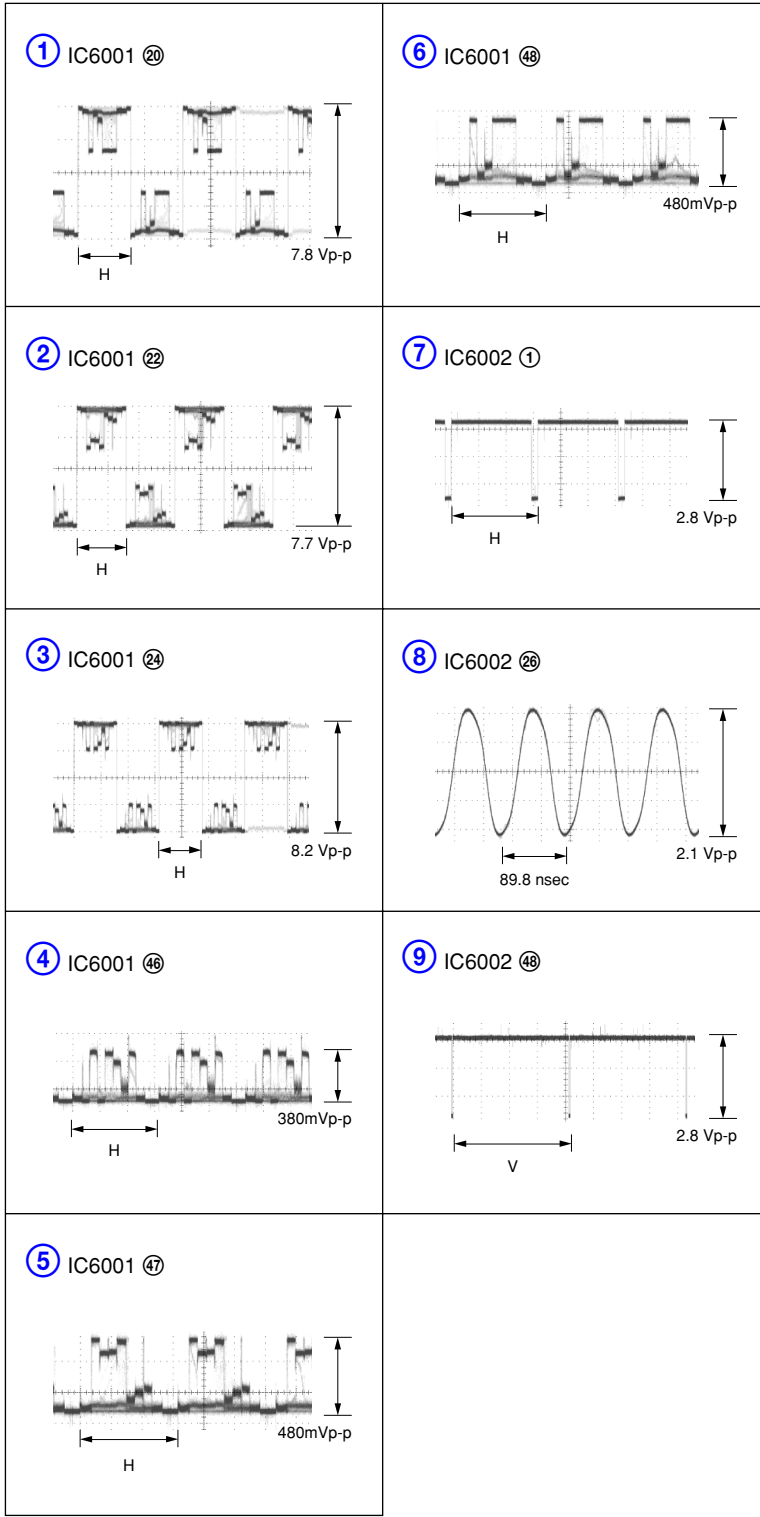 ① IC6001 ⑳
7.8 Vp-p
H
② IC6001 ㉒
7.7 Vp-p
H
③ IC6001 ㉔
8.2 Vp-p
H
④ IC6001 ㊻
380mVp-p
H
⑤ IC6001 ㊼
480mVp-p
H
⑥ IC6001 ㊽
480mVp-p
H
⑦ IC6002 ①
2.8 Vp-p
H
⑧ IC6002 ㉖
2.1 Vp-p
89.8 nsec
⑨ IC6002 ㊽
2.8 Vp-p
V